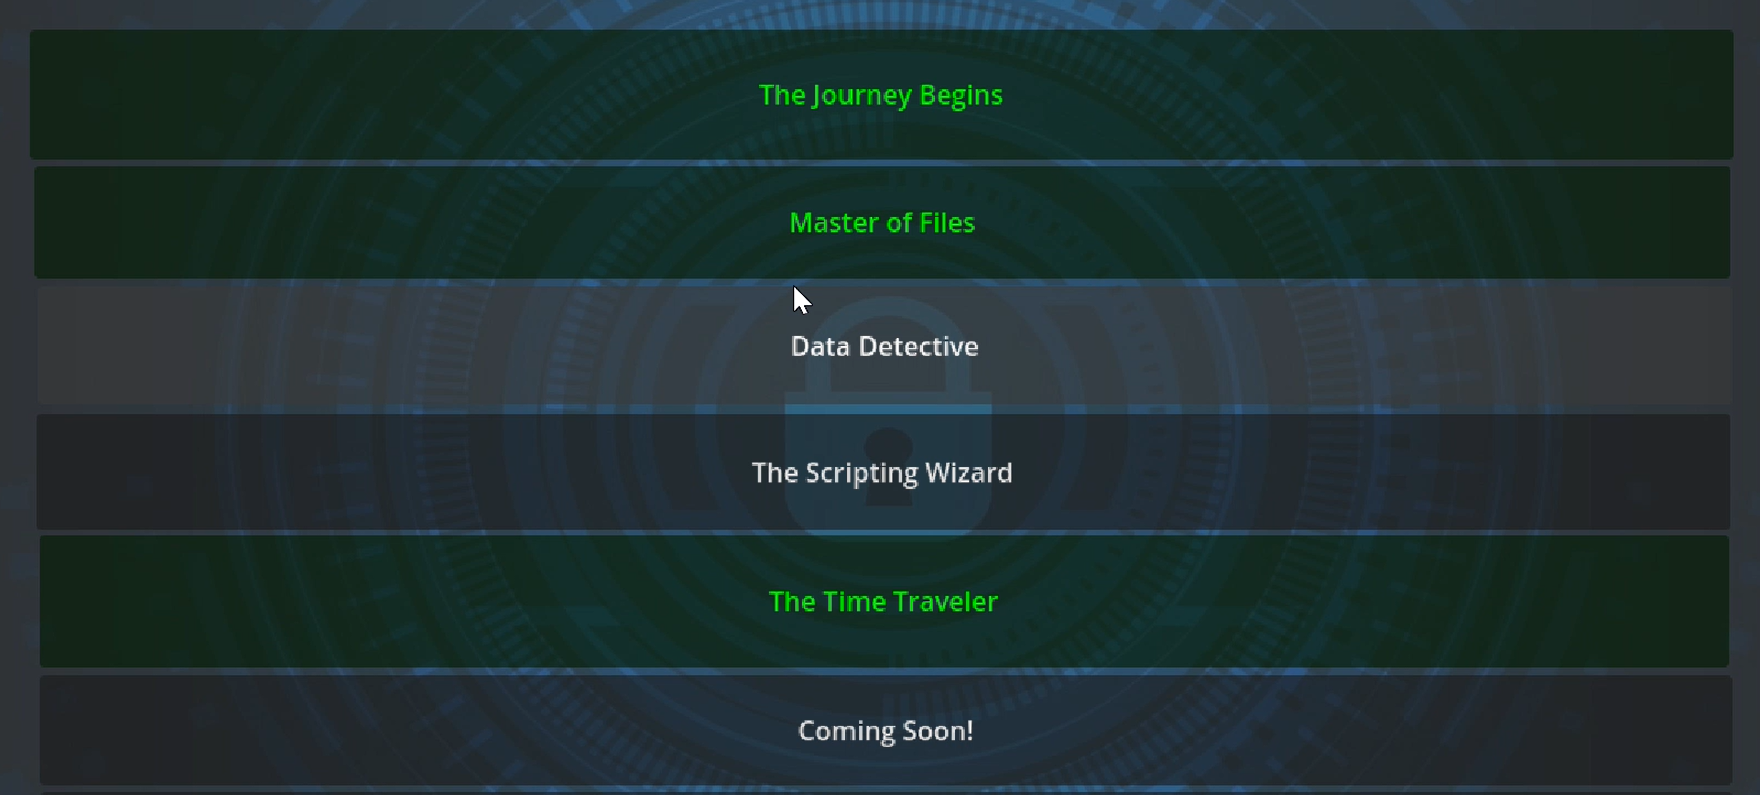 The Journey Begins
Master of Files
Data Detective
The Scripting Wizard
The Time Traveler
Coming Soon!